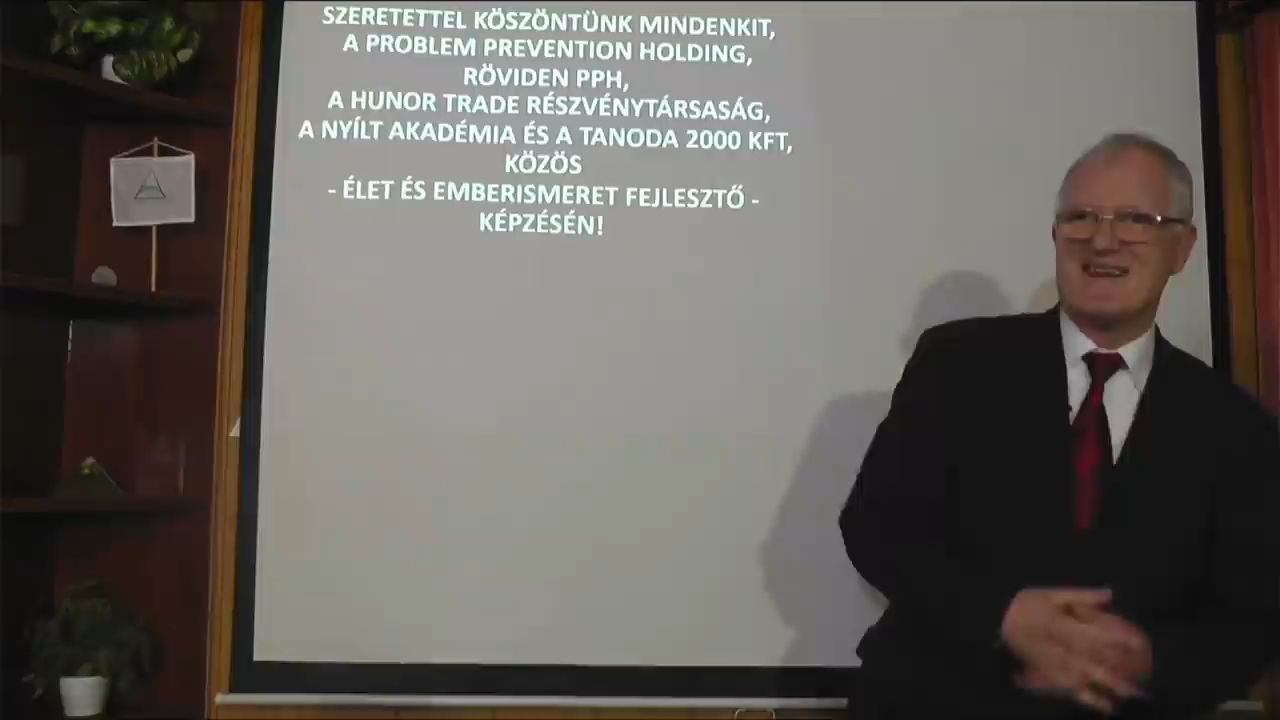 SZERETETTEL KÖSZÖNTÜNK MINDENKIT,
A PROBLEM PREVENTION HOLDING,
RÖVIDEN PPH,
A HUNOR TRADE RÉSZVÉNYTÁRSASÁG,
A NYÍLT AKADÉMIA ÉS A TANODA 2000 KFT,
KÖZÖS
- ÉLET ÉS EMBERISMERET FEJLESZTŐ -
KÉPZÉSÉN!